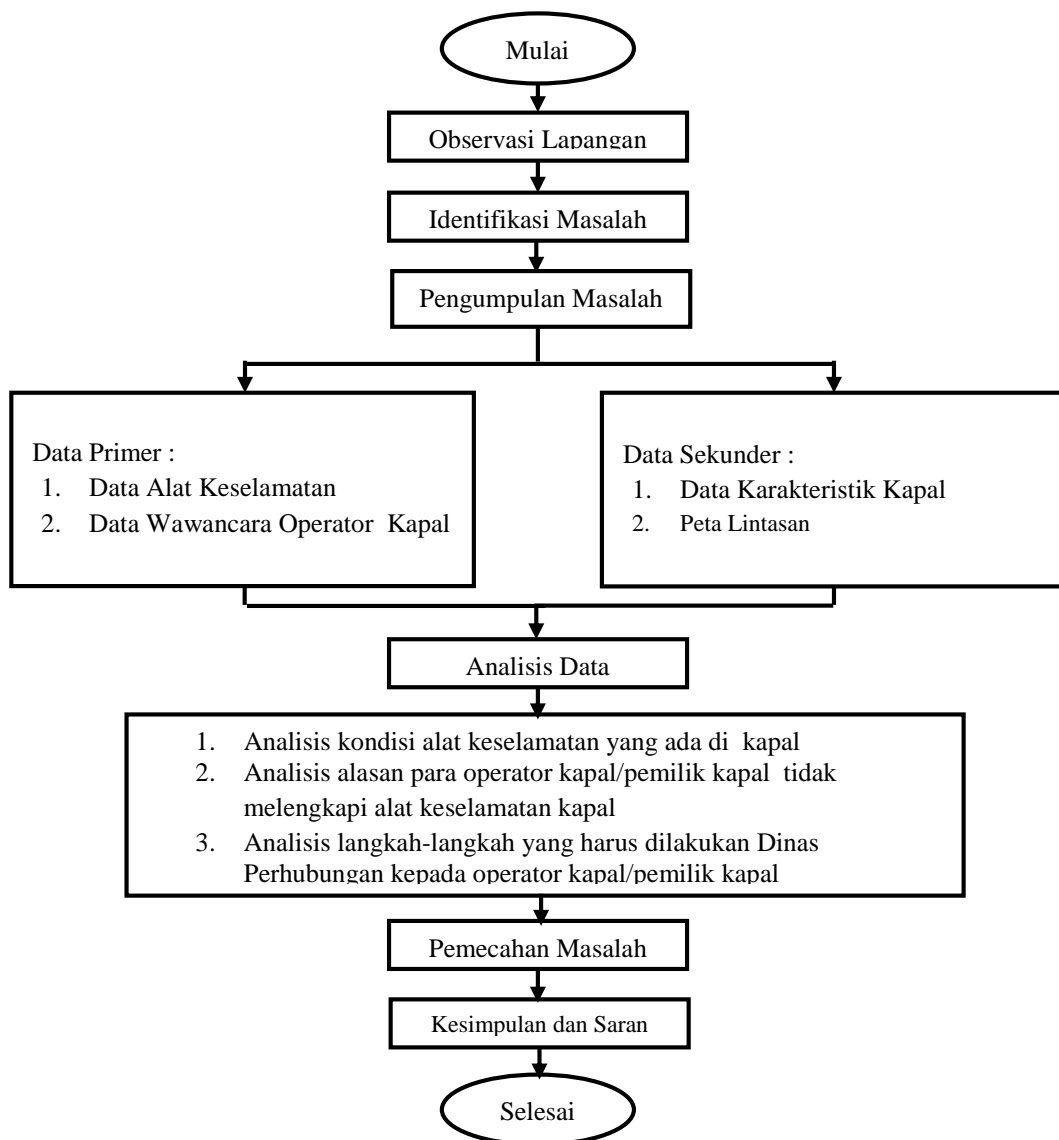 Mulai
Observasi Lapangan
Identifikasi Masalah
Pengumpulan Masalah
Data Primer :
1. Data Alat Keselamatan
2. Data Wawancara Operator Kapal
Data Sekunder :
1. Data Karakteristik Kapal
2. Peta Lintasan
Analisis Data
1. Analisis kondisi alat keselamatan yang ada di kapal
2. Analisis alasan para operator kapal/pemilik kapal tidak
melengkapi alat keselamatan kapal
3. Analisis langkah-langkah yang harus dilakukan Dinas
Perhubungan kepada operator kapal/pemilik kapal
Pemecahan Masalah
Kesimpulan dan Saran
Selesai